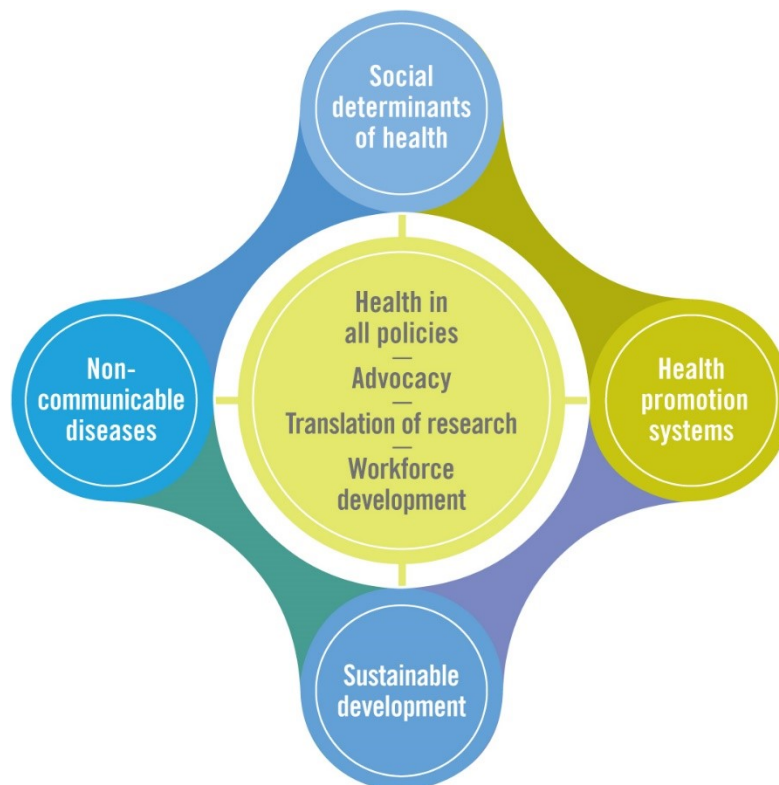 Social
determinants
of health
Health in
all policies
Advocacy
Translation of research
Workforce
development
Non-
communicable
diseases
Health
promotion
systems
Sustainable
development